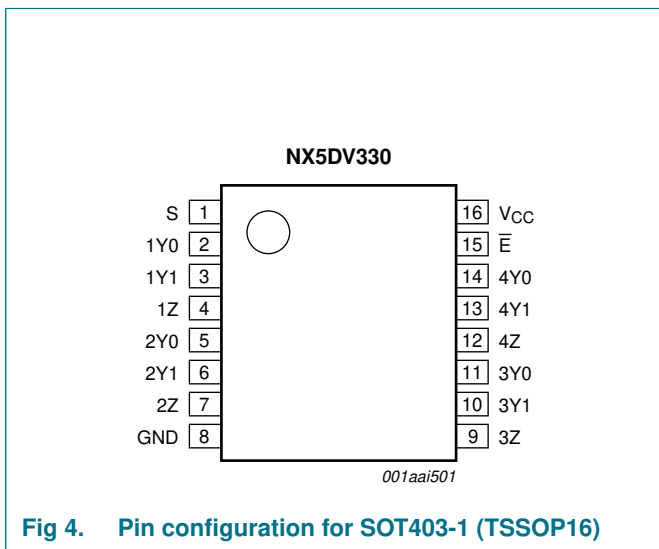 NX5DV330
S 1 16 VCC
1Y0 2 15 E̅
1Y1 3 14 4Y0
1Z 4 13 4Y1
2Y0 5 12 4Z
2Y1 6 11 3Y0
2Z 7 10 3Y1
GND 8 9 3Z
001aai501
Fig 4. Pin configuration for SOT403-1 (TSSOP16)